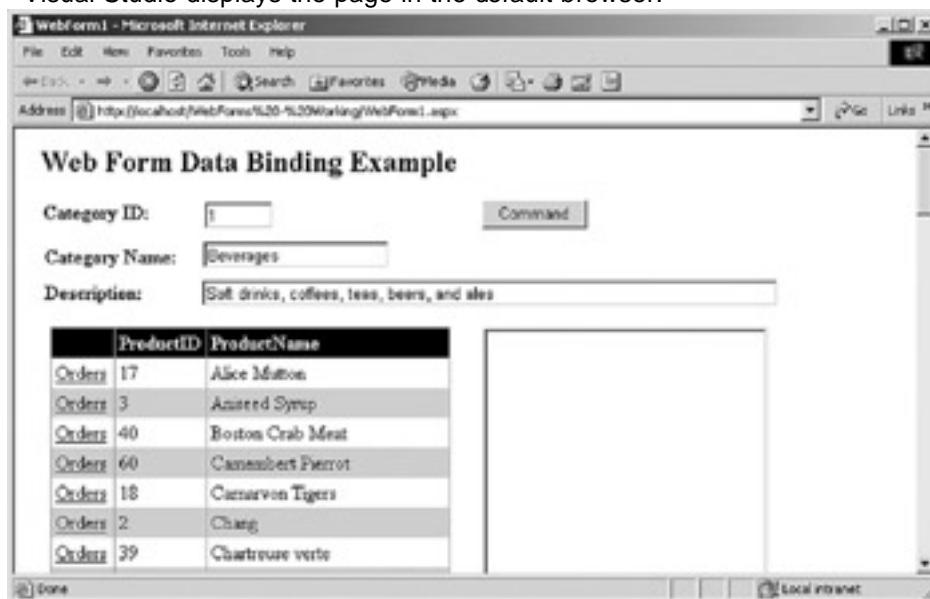 Visual Studio displays the page in the default browser.
WebForm1 - Microsoft Internet Explorer
File Edit View Favorites Tools Help
Back Search Favorites Media
Address http://localhost/WebForms%20-%20Working/WebForm1.aspx Go Links
Web Form Data Binding Example
Category ID: 1 Command
Category Name: Beverages
Description: Soft drinks, coffees, teas, beers, and ales
ProductID ProductName
Orders 17 Alice Mutton
Orders 3 Aniseed Syrup
Orders 40 Boston Crab Meat
Orders 60 Camembert Pierrot
Orders 18 Carnarvon Tigers
Orders 2 Chang
Orders 39 Chartreuse verte
Done Local intranet